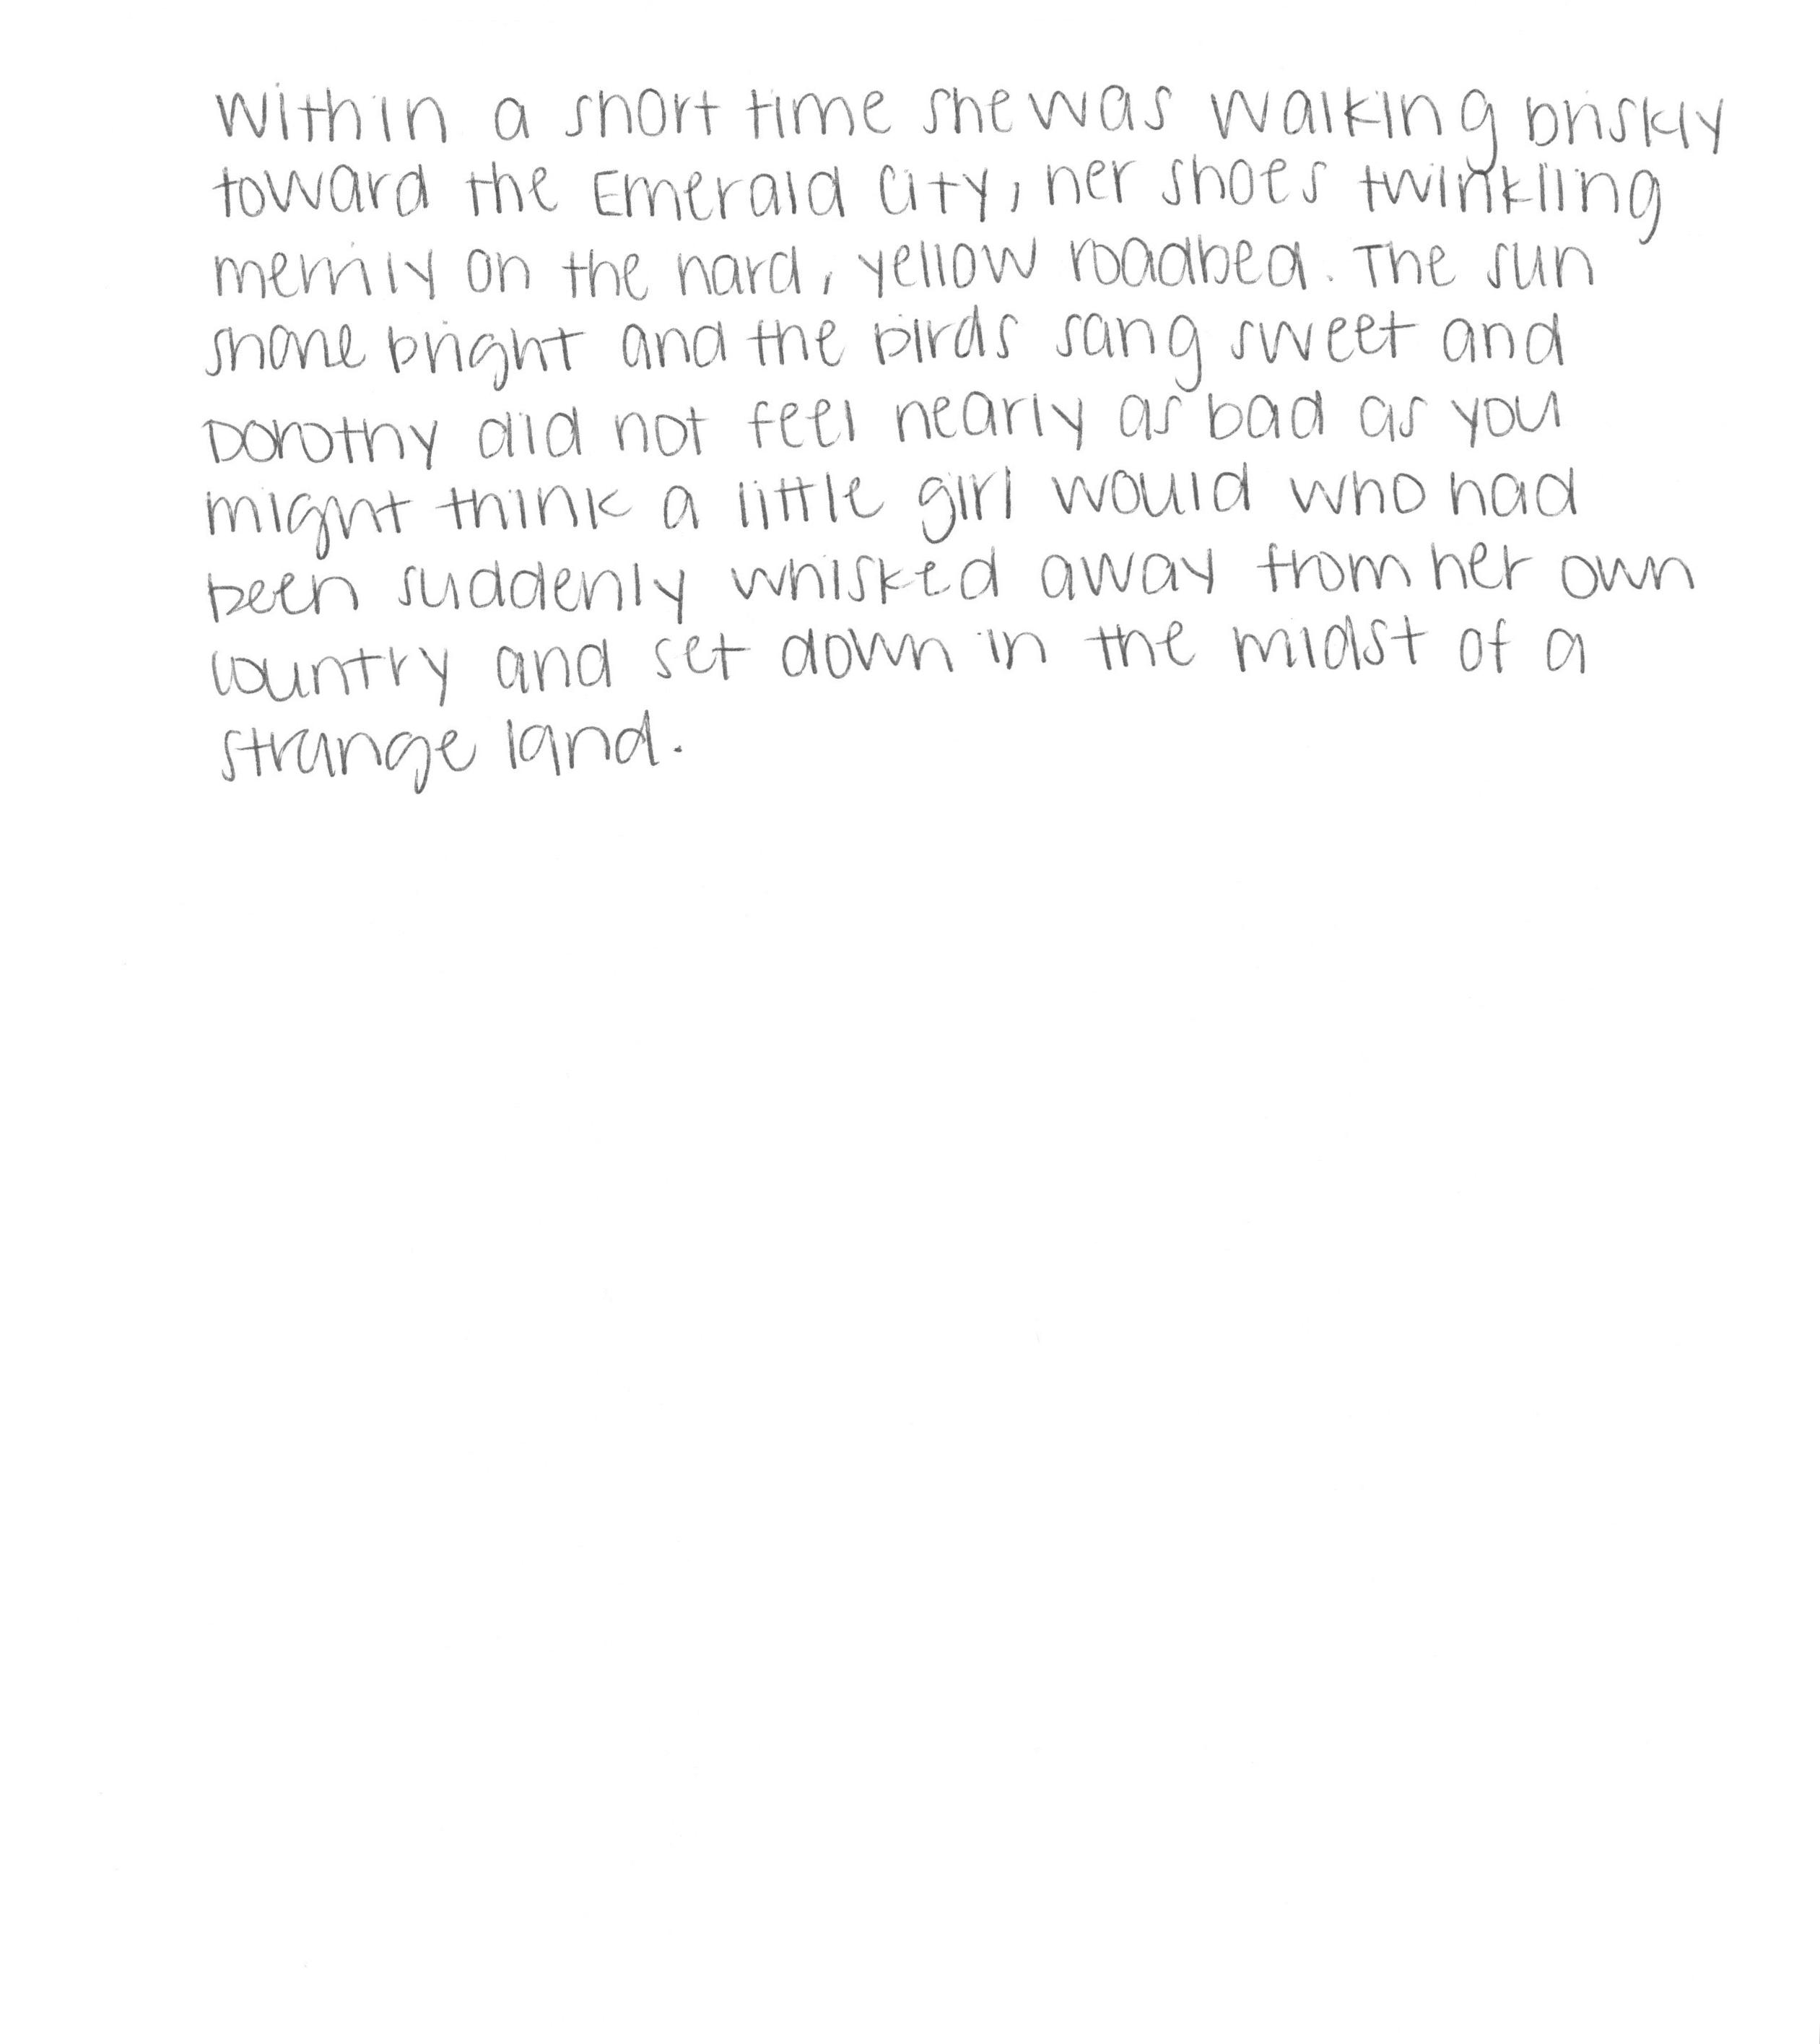 Within a short time she was walking briskly
toward the Emerald City, her shoes twinkling
merrily on the hard, yellow roadbed. The sun
shone bright and the birds sang sweet and
Dorothy did not feel nearly as bad as you
might think a little girl would who had
been suddenly whisked away from her own
country and set down in the midst of a
strange land.